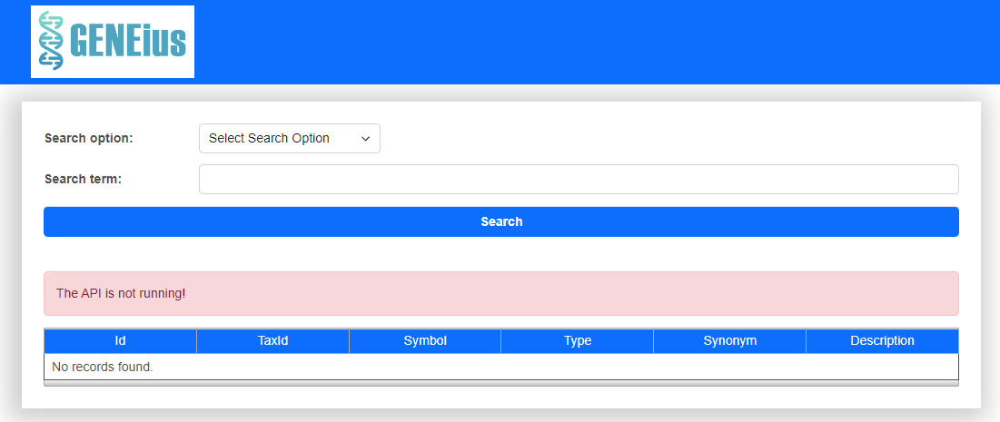 GENEius
Search option: Select Search Option
Search term:
Search
The API is not running!
Id TaxId Symbol Type Synonym Description
No records found.